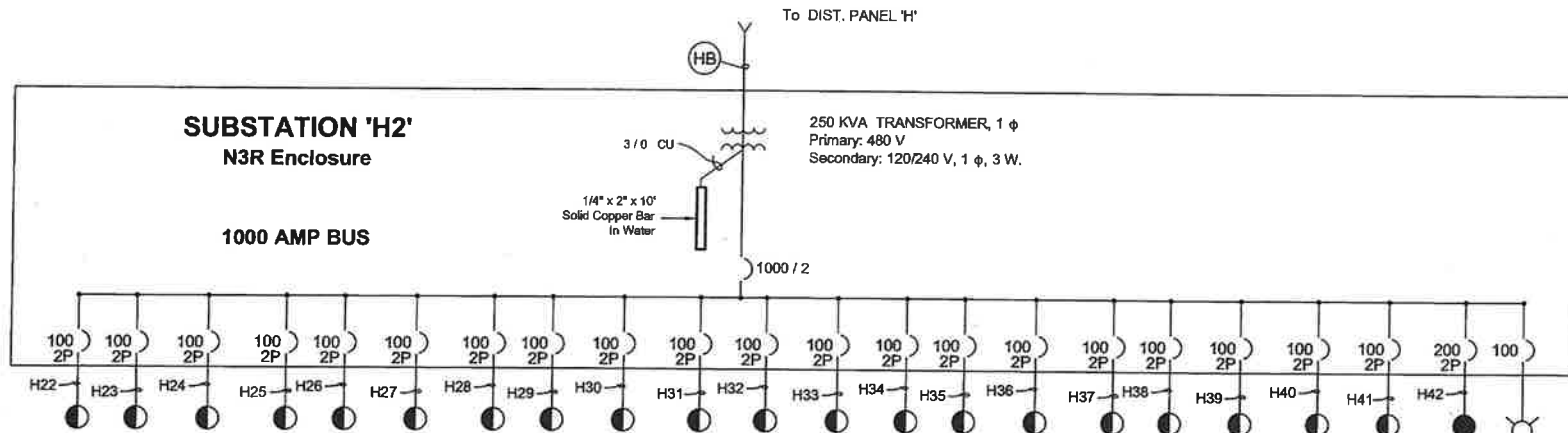 To DIST. PANEL 'H'
HB
SUBSTATION 'H2'
N3R Enclosure
1000 AMP BUS
250 KVA TRANSFORMER, 1 ϕ
Primary: 480 V
Secondary: 120/240 V, 1 ϕ, 3 W.
3 / 0 CU
1/4" x 2" x 10'
Solid Copper Bar
In Water
1000 / 2
100 100 100 100 100 100 100 100 100 100 100 100 100 100 100 100 100 100 100 100 200 100
2P 2P 2P 2P 2P 2P 2P 2P 2P 2P 2P 2P 2P 2P 2P 2P 2P 2P 2P 2P 2P
H22 H23 H24 H25 H26 H27 H28 H29 H30 H31 H32 H33 H34 H35 H36 H37 H38 H39 H40 H41 H42